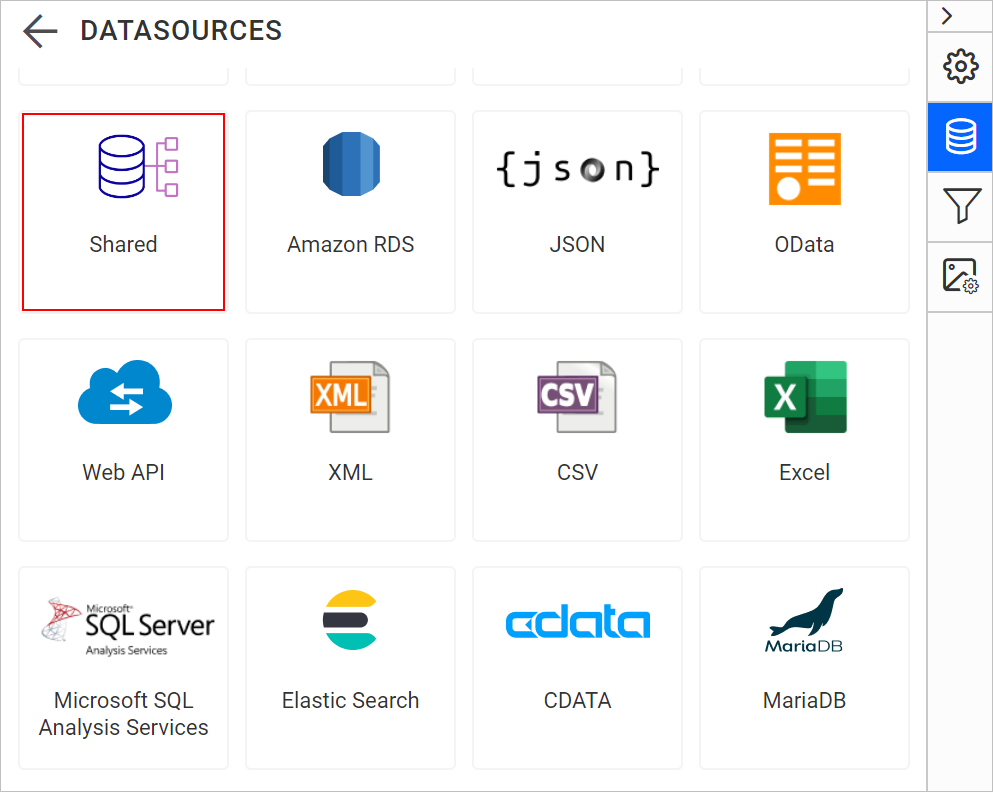 DATASOURCES
{json}
Shared
Amazon RDS
JSON
OData
XML
CSV
X
Web API
XML
CSV
Excel
Microsoft®
SQL Server
Analysis Services
cdata
MariaDB
Microsoft SQL
Analysis Services
Elastic Search
CDATA
MariaDB